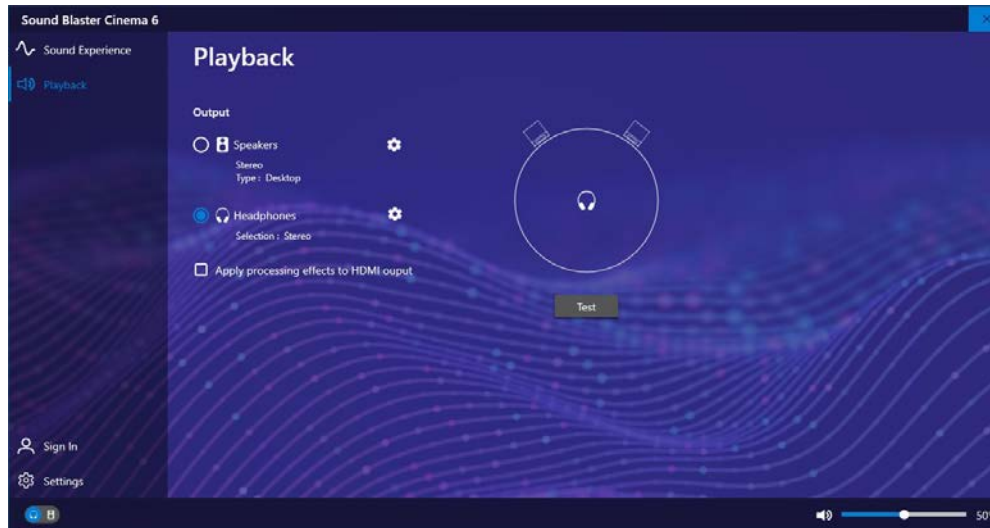 Sound Blaster Cinema 6
Sound Experience
Playback
Playback
Output
Speakers
Stereo
Type : Desktop
Headphones
Selection : Stereo
Apply processing effects to HDMI ouput
Test
Sign In
Settings